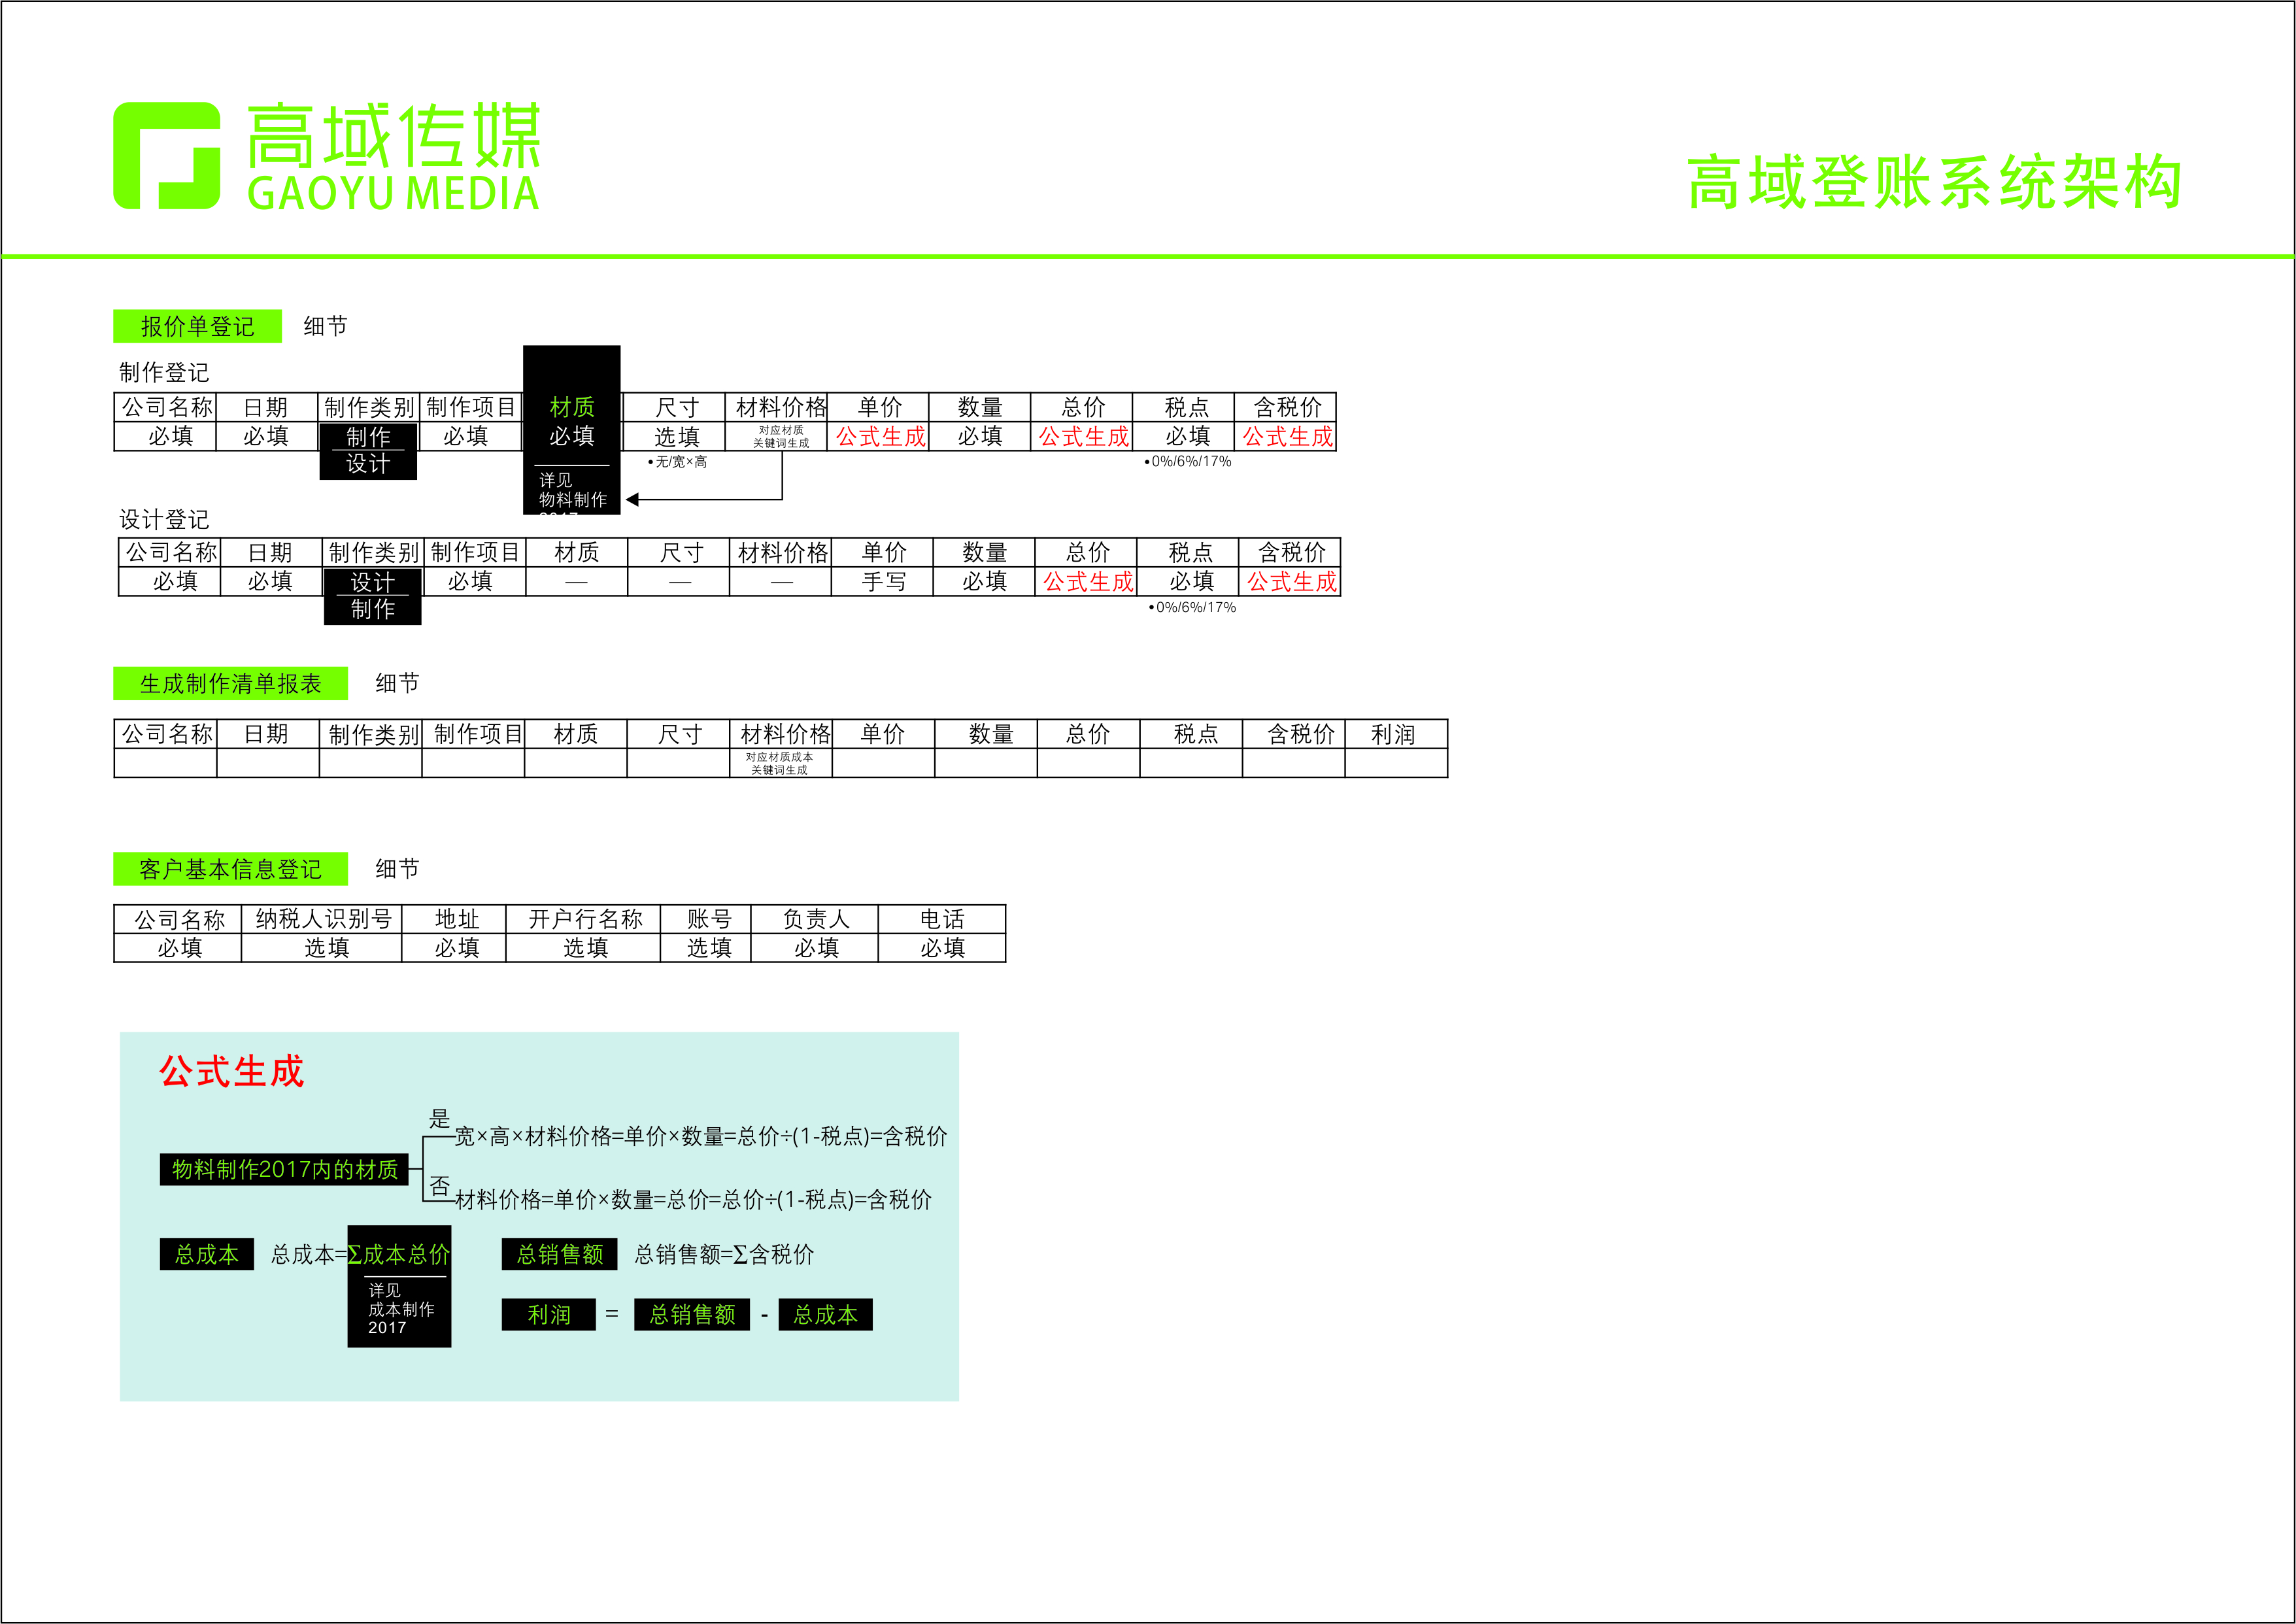 高域传媒
GAOYU MEDIA
高域登账系统架构
报价单登记 细节
制作登记
公司名称 日期 制作类别 制作项目 材质 尺寸 材料价格 单价 数量 总价 税点 含税价
必填 必填 制作 必填 必填 选填 对应材质 关键词生成 公式生成 必填 公式生成 必填 公式生成
设计
•无/宽×高 •0%/6%/17%
详见
物料制作
2017
设计登记
公司名称 日期 制作类别 制作项目 材质 尺寸 材料价格 单价 数量 总价 税点 含税价
必填 必填 设计 必填 — — — 手写 必填 公式生成 必填 公式生成
制作
•0%/6%/17%
生成制作清单报表 细节
公司名称 日期 制作类别 制作项目 材质 尺寸 材料价格 单价 数量 总价 税点 含税价 利润
对应材质成本
关键词生成
客户基本信息登记 细节
公司名称 纳税人识别号 地址 开户行名称 账号 负责人 电话
必填 选填 必填 选填 选填 必填 必填
公式生成
是
宽×高×材料价格=单价×数量=总价÷(1-税点)=含税价
物料制作2017内的材质
否
材料价格=单价×数量=总价=总价÷(1-税点)=含税价
总成本 总成本=Σ成本总价 总销售额 总销售额=Σ含税价
详见
成本制作
2017
利润 = 总销售额 - 总成本